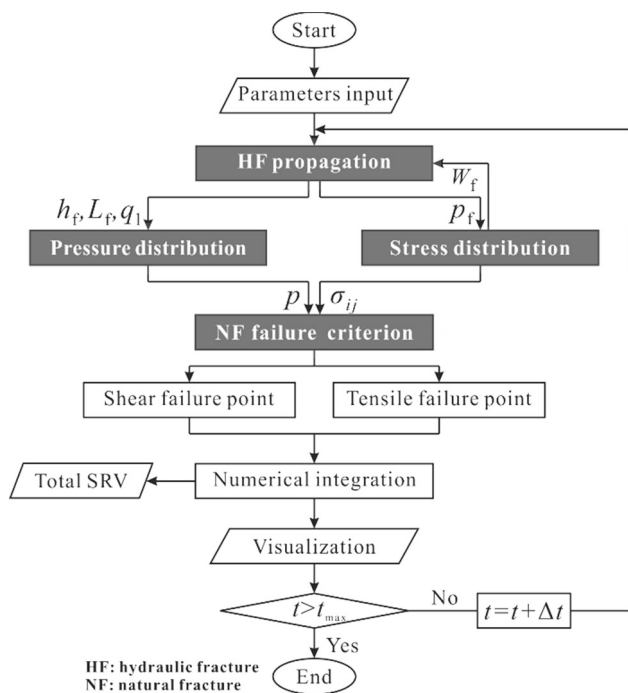 Start
Parameters input
HF propagation
W_f
h_f, L_f, q_l
p_f
Pressure distribution
Stress distribution
p
σ_ij
NF failure criterion
Shear failure point
Tensile failure point
Total SRV
Numerical integration
Visualization
t>t_max
No
t=t+Δt
Yes
HF: hydraulic fracture
NF: natural fracture
End